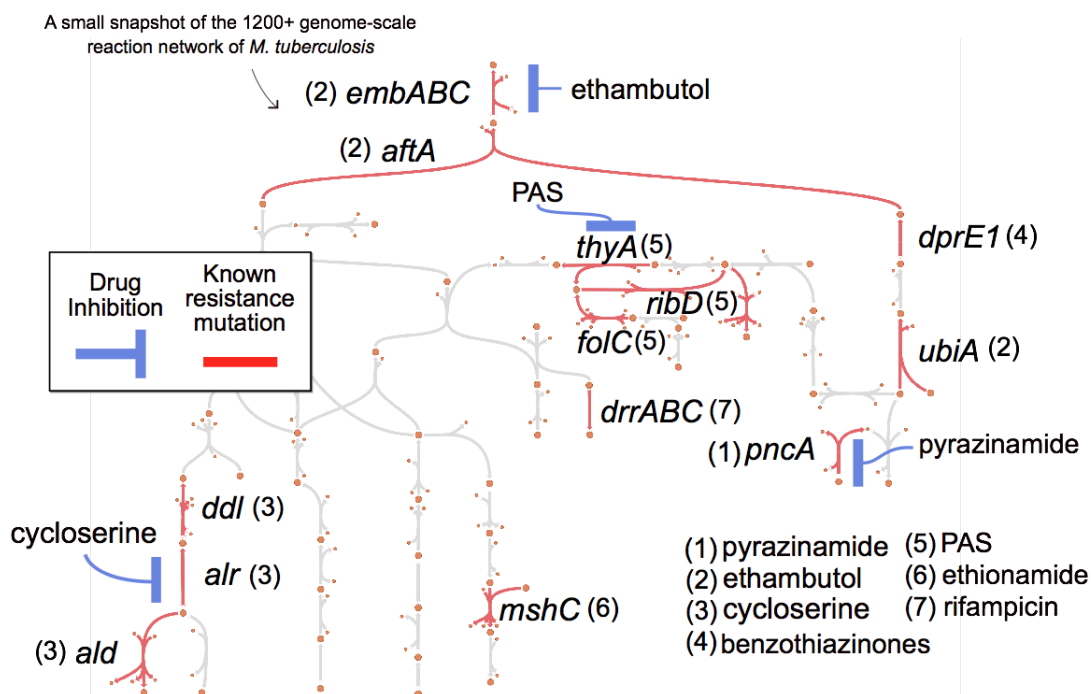 A small snapshot of the 1200+ genome-scale
reaction network of M. tuberculosis
(2) embABC
ethambutol
(2) aftA
PAS
thyA (5)
dprE1 (4)
Drug
Inhibition
Known
resistance
mutation
ribD (5)
folC (5)
ubiA (2)
drrABC (7)
(1) pncA
pyrazinamide
ddl (3)
cycloserine
alr (3)
mshC (6)
(3) ald
(1) pyrazinamide
(2) ethambutol
(3) cycloserine
(4) benzothiazinones
(5) PAS
(6) ethionamide
(7) rifampicin